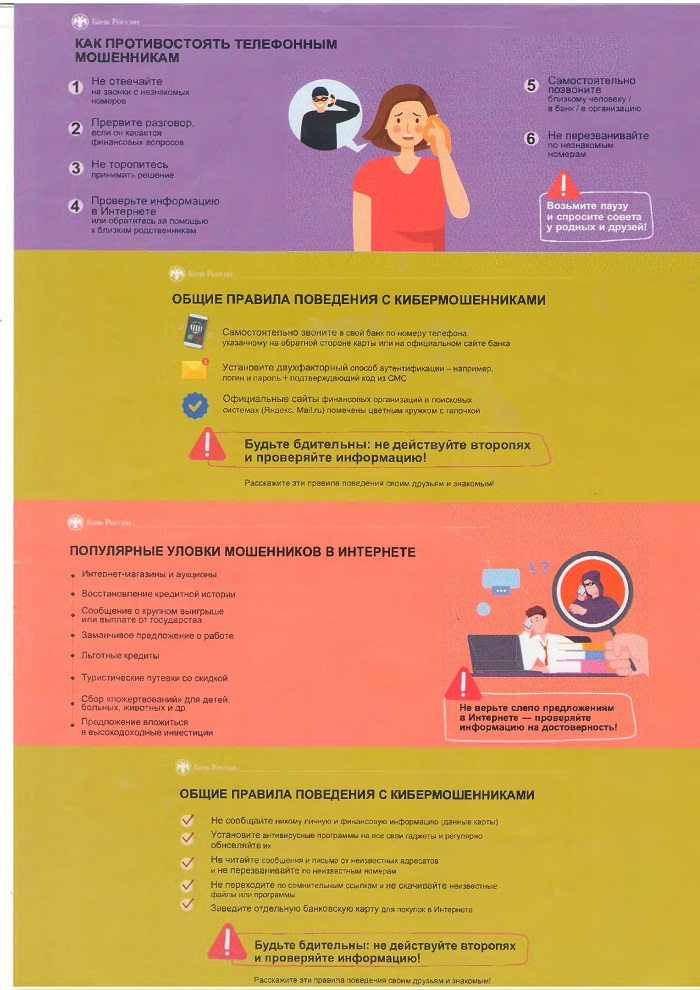 Банк России
КАК ПРОТИВОСТОЯТЬ ТЕЛЕФОННЫМ
МОШЕННИКАМ
1 Не отвечайте
на звонки с незнакомых
номеров
2 Прервите разговор,
если он касается
финансовых вопросов
3 Не торопитесь
принимать решение
4 Проверьте информацию
в Интернете
или обратитесь за помощью
к близким родственникам
5 Самостоятельно
позвоните
близкому человеку /
в банк / в организацию
6 Не перезванивайте
по незнакомым
номерам
Возьмите паузу
и спросите совета
у родных и друзей!
Банк России
ОБЩИЕ ПРАВИЛА ПОВЕДЕНИЯ С КИБЕРМОШЕННИКАМИ
Самостоятельно звоните в свой банк по номеру телефона,
указанному на обратной стороне карты или на официальном сайте банка
1
Установите двухфакторный способ аутентификации – например,
логин и пароль + подтверждающий код из СМС
Официальные сайты финансовых организаций в поисковых
системах (Яндекс, Mail.ru) помечены цветным кружком с галочкой
Будьте бдительны: не действуйте второпях
и проверяйте информацию!
Расскажите эти правила поведения своим друзьям и знакомым!
Банк России
ПОПУЛЯРНЫЕ УЛОВКИ МОШЕННИКОВ В ИНТЕРНЕТЕ
• Интернет-магазины и аукционы
• Восстановление кредитной истории
• Сообщение о крупном выигрыше
или выплате от государства
• Заманчивое предложение о работе
• Льготные кредиты
• Туристические путевки со скидкой
• Сбор «пожертвований» для детей,
больных, животных и др
• Предложение вложиться
в высокодоходные инвестиции
Не верьте слепо предложениям
в Интернете — проверяйте
информацию на достоверность!
Банк России
ОБЩИЕ ПРАВИЛА ПОВЕДЕНИЯ С КИБЕРМОШЕННИКАМИ
Не сообщайте никому личную и финансовую информацию (данные карты)
Установите антивирусные программы на все свои гаджеты и регулярно
обновляйте их
Не читайте сообщения и письма от неизвестных адресатов
и не перезванивайте по неизвестным номерам
Не переходите по сомнительным ссылкам и не скачивайте неизвестные
файлы или программы
Заведите отдельную банковскую карту для покупок в Интернете
Будьте бдительны: не действуйте второпях
и проверяйте информацию!
Расскажите эти правила поведения своим друзьям и знакомым!